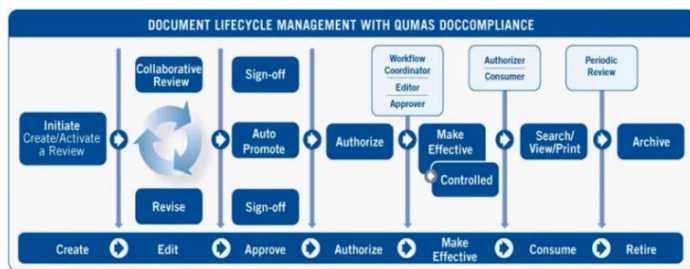 DOCUMENT LIFECYCLE MANAGEMENT WITH QUMAS DOCCOMPLIANCE
Initiate
Create/Activate
a Review
Collaborative
Review
Revise
Sign-off
Auto
Promote
Sign-off
Authorize
Workflow
Coordinator
Editor
Approver
Make
Effective
Controlled
Authorizer
Consumer
Search/
View/Print
Periodic
Review
Archive
Create
Edit
Approve
Authorize
Make
Effective
Consume
Retire